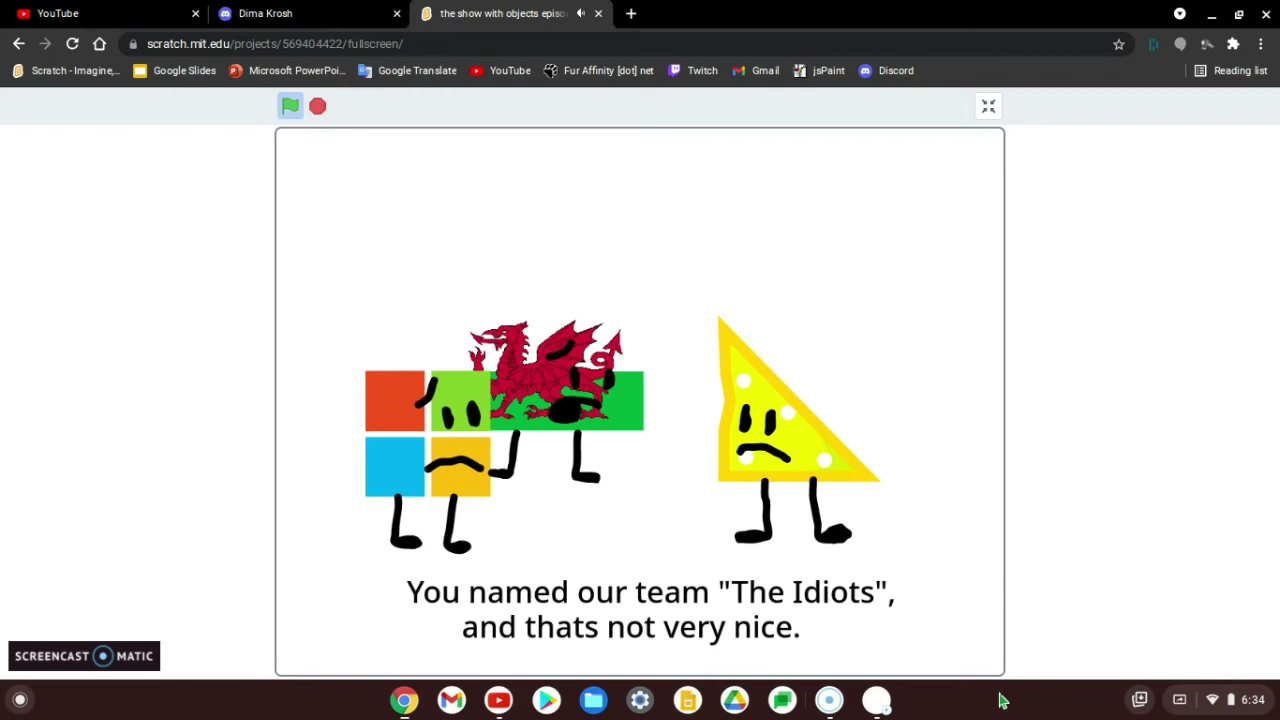 YouTube
Dima Krosh
the show with objects episo
scratch.mit.edu/projects/569404422/fullscreen/
Scratch - Imagine,...
Google Slides
Microsoft PowerPoi...
Google Translate
YouTube
Fur Affinity [dot] net
Twitch
Gmail
jsPaint
Discord
Reading list
You named our team "The Idiots",
and thats not very nice.
SCREENCAST MATIC
6:34